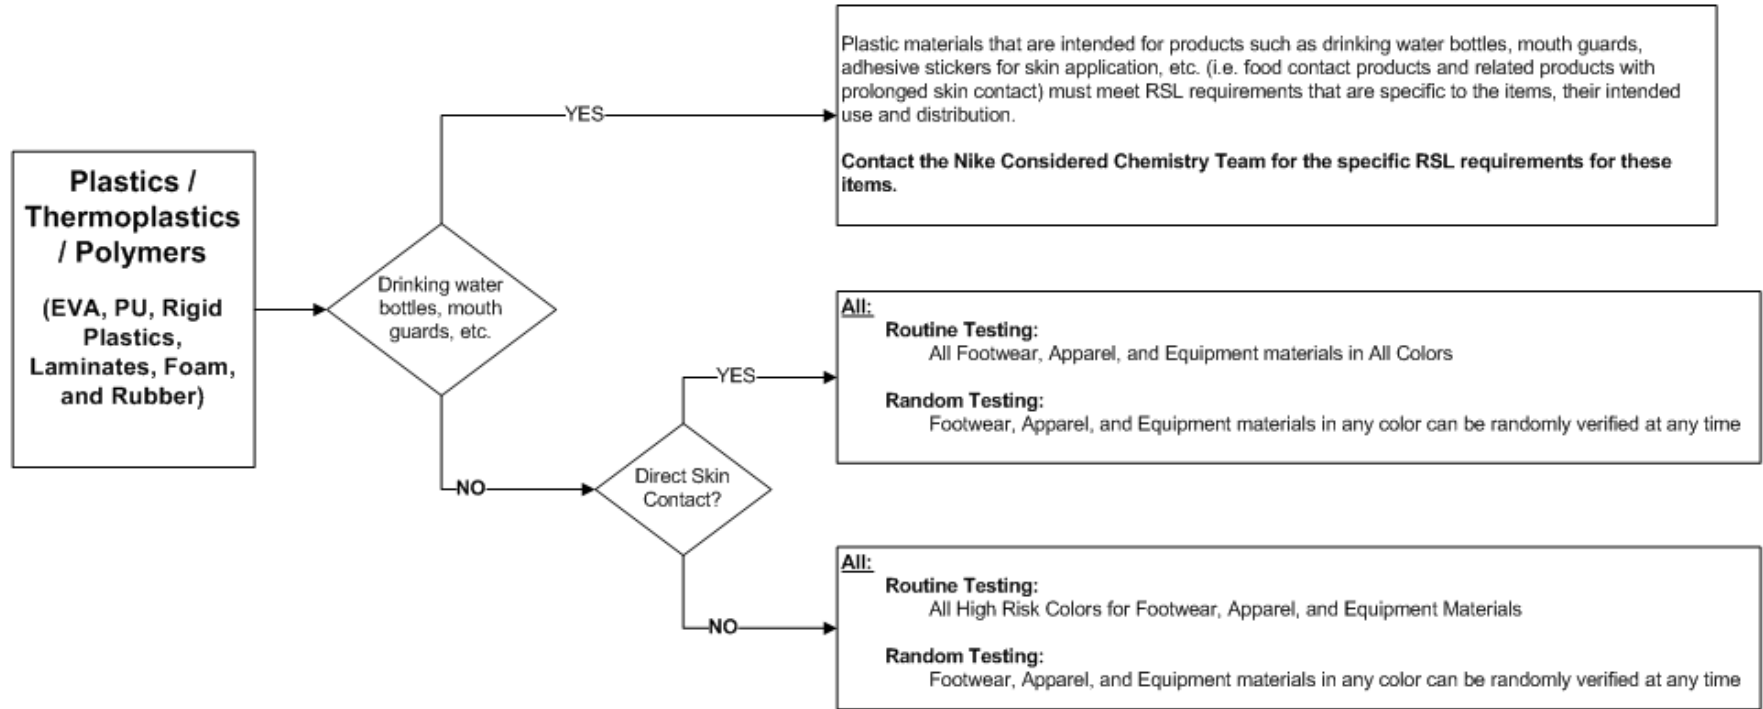 Plastics /
Thermoplastics
/ Polymers
(EVA, PU, Rigid
Plastics,
Laminates, Foam,
and Rubber)
Drinking water
bottles, mouth
guards, etc.
YES
Plastic materials that are intended for products such as drinking water bottles, mouth guards,
adhesive stickers for skin application, etc. (i.e. food contact products and related products with
prolonged skin contact) must meet RSL requirements that are specific to the items, their intended
use and distribution.
Contact the Nike Considered Chemistry Team for the specific RSL requirements for these
items.
NO
Direct Skin
Contact?
YES
All:
Routine Testing:
All Footwear, Apparel, and Equipment materials in All Colors
Random Testing:
Footwear, Apparel, and Equipment materials in any color can be randomly verified at any time
NO
All:
Routine Testing:
All High Risk Colors for Footwear, Apparel, and Equipment Materials
Random Testing:
Footwear, Apparel, and Equipment materials in any color can be randomly verified at any time